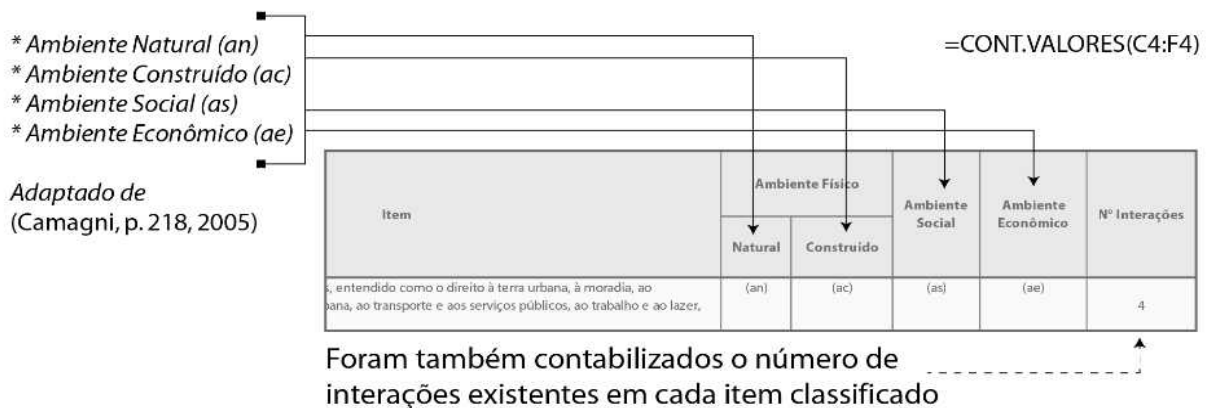 * Ambiente Natural (an)
* Ambiente Construído (ac)
* Ambiente Social (as)
* Ambiente Econômico (ae)
Adaptado de
(Camagni, p. 218, 2005)
=CONT.VALORES(C4:F4)
Item
Ambiente Físico
Natural
Construído
Ambiente
Social
Ambiente
Econômico
Nº Interações
, entendido como o direito à terra urbana, à moradia, ao
bana, ao transporte e aos serviços públicos, ao trabalho e ao lazer,
(an)
(ac)
(as)
(ae)
4
Foram também contabilizados o número de
interações existentes em cada item classificado